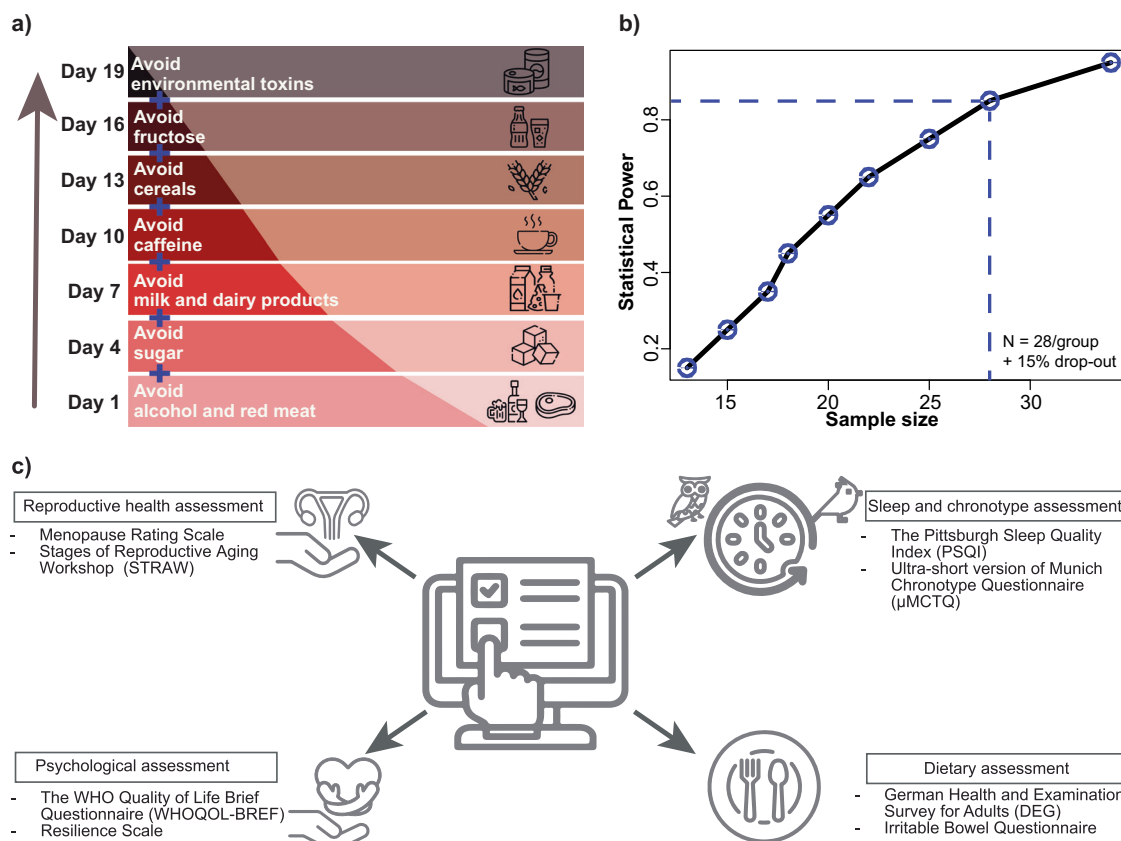 a)
Day 19
Avoid
environmental toxins
Day 16
Avoid
fructose
Day 13
Avoid
cereals
Day 10
Avoid
caffeine
Day 7
Avoid
milk and dairy products
Day 4
Avoid
sugar
Day 1
Avoid
alcohol and red meat
b)
Statistical Power
0.8
0.6
0.4
0.2
N = 28/group
+ 15% drop-out
15
20
25
30
Sample size
c)
Reproductive health assessment
- Menopause Rating Scale
- Stages of Reproductive Aging
Workshop (STRAW)
Sleep and chronotype assessment
- The Pittsburgh Sleep Quality
Index (PSQI)
- Ultra-short version of Munich
Chronotype Questionnaire
(µMCTQ)
Psychological assessment
- The WHO Quality of Life Brief
Questionnaire (WHOQOL-BREF)
- Resilience Scale
Dietary assessment
- German Health and Examination
Survey for Adults (DEG)
- Irritable Bowel Questionnaire